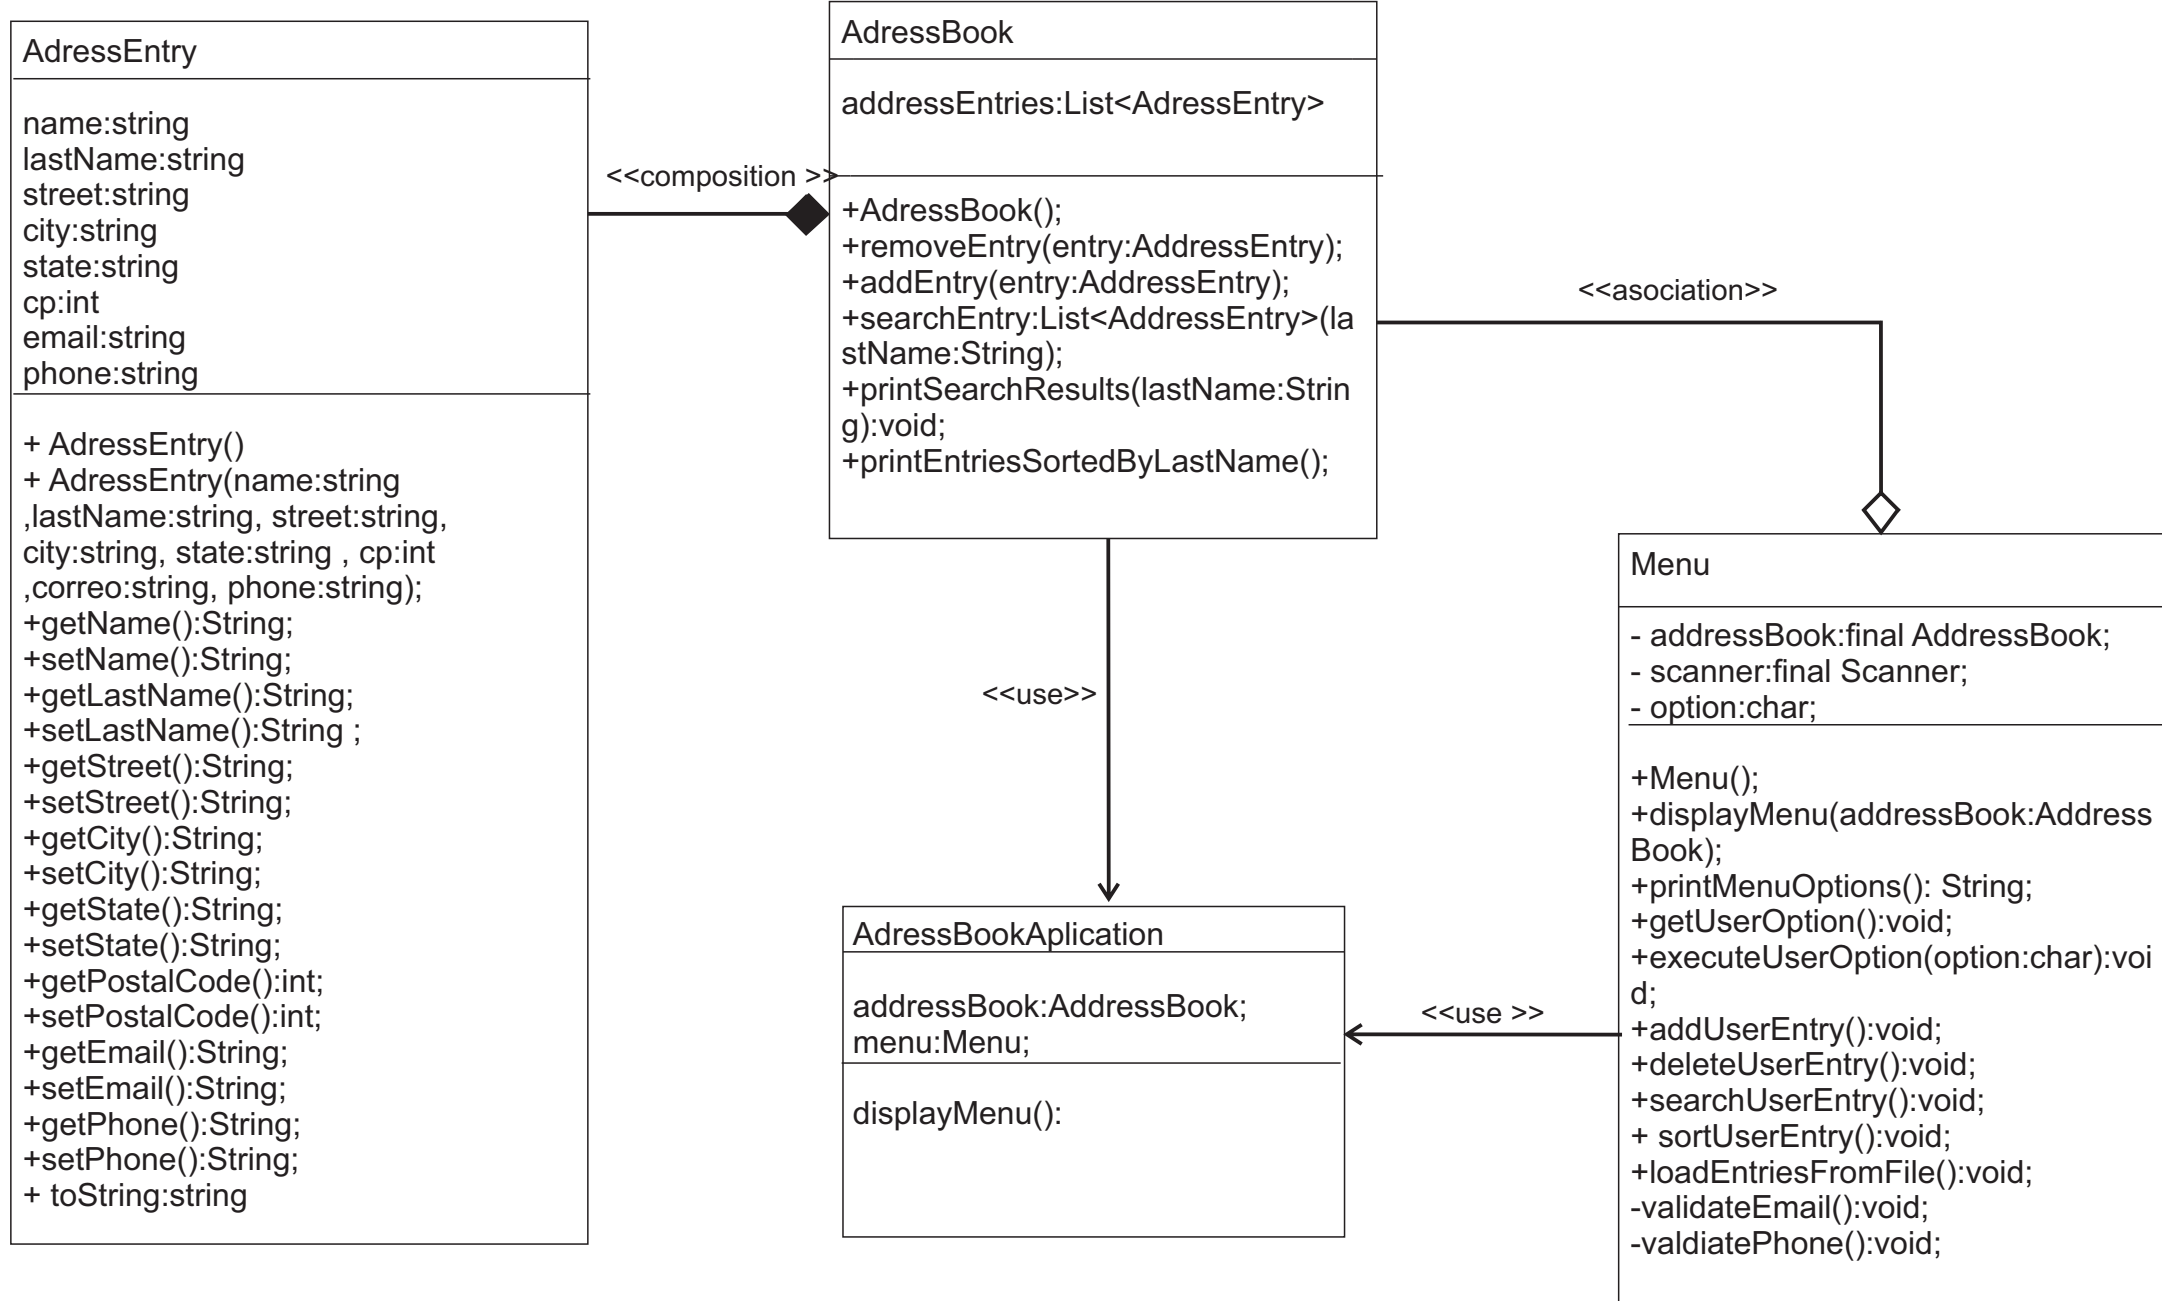 AdressEntry
name:string
lastName:string
street:string
city:string
state:string
cp:int
email:string
phone:string
+ AdressEntry()
+ AdressEntry(name:string
,lastName:string, street:string,
city:string, state:string , cp:int
,correo:string, phone:string);
+getName():String;
+setName():String;
+getLastName():String;
+setLastName():String ;
+getStreet():String;
+setStreet():String;
+getCity():String;
+setCity():String;
+getState():String;
+setState():String;
+getPostalCode():int;
+setPostalCode():int;
+getEmail():String;
+setEmail():String;
+getPhone():String;
+setPhone():String;
+ toString:string
<<composition >>
AdressBook
addressEntries:List<AdressEntry>
+AdressBook();
+removeEntry(entry:AddressEntry);
+addEntry(entry:AddressEntry);
+searchEntry:List<AddressEntry>(la
stName:String);
+printSearchResults(lastName:Strin
g):void;
+printEntriesSortedByLastName();
<<asociation>>
<<use>>
AdressBookAplication
addressBook:AddressBook;
menu:Menu;
displayMenu():
<<use >>
Menu
- addressBook:final AddressBook;
- scanner:final Scanner;
- option:char;
+Menu();
+displayMenu(addressBook:Address
Book);
+printMenuOptions(): String;
+getUserOption():void;
+executeUserOption(option:char):voi
d;
+addUserEntry():void;
+deleteUserEntry():void;
+searchUserEntry():void;
+ sortUserEntry():void;
+loadEntriesFromFile():void;
-validateEmail():void;
-valdiatePhone():void;